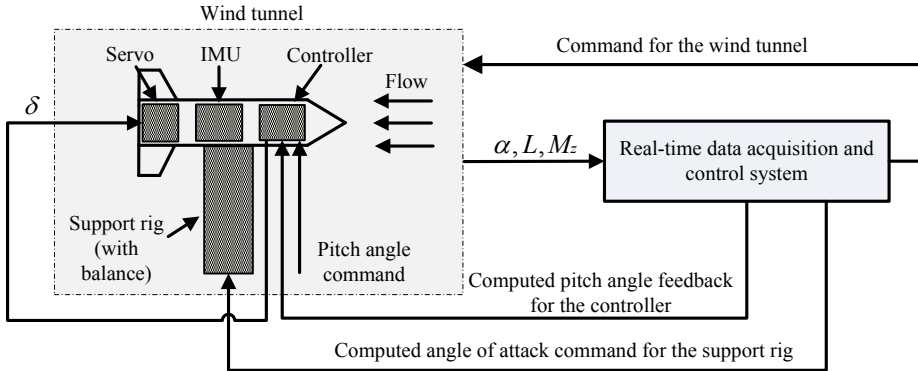 Wind tunnel
Servo
IMU
Controller
Flow
Command for the wind tunnel
δ
α, L, Mz
Real-time data acquisition and
control system
Support rig
(with
balance)
Pitch angle
command
Computed pitch angle feedback
for the controller
Computed angle of attack command for the support rig